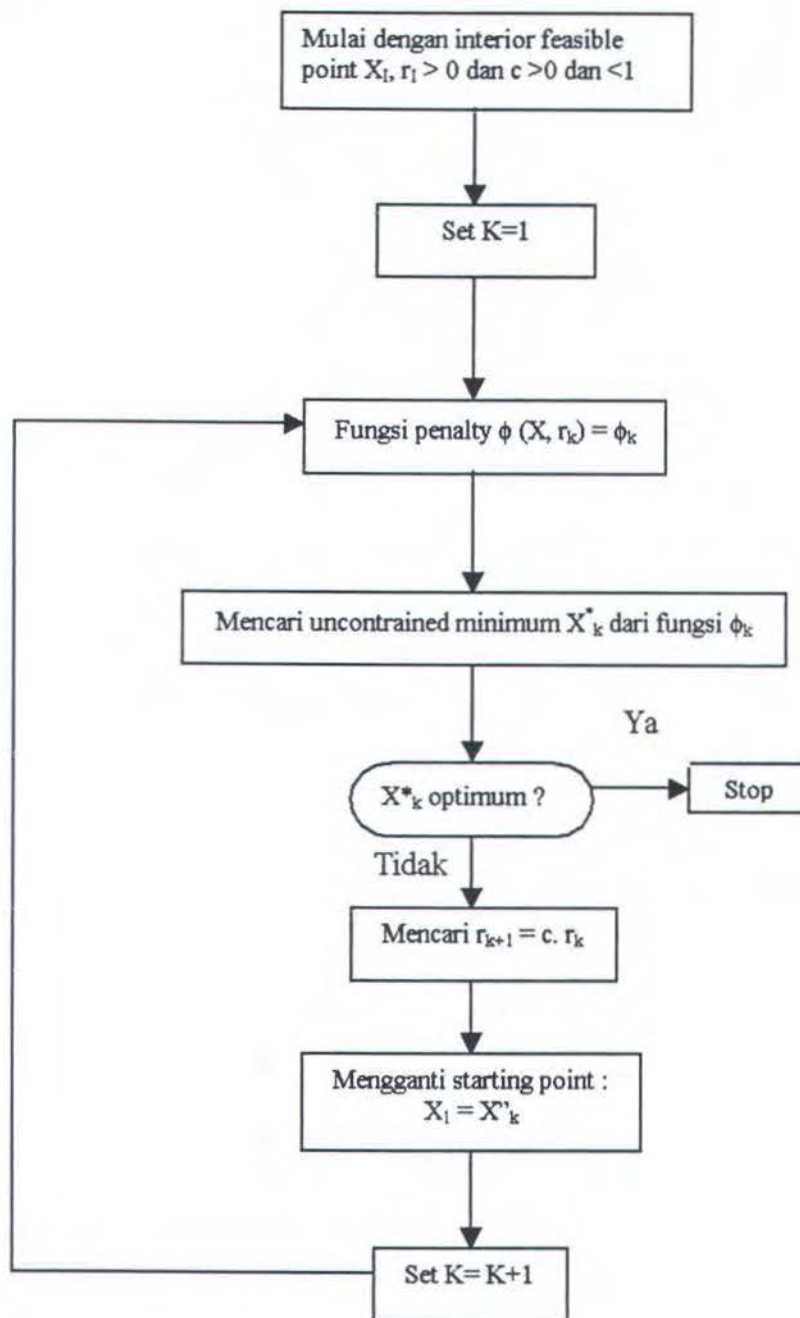 Mulai dengan interior feasible
point X₁, r₁ > 0 dan c >0 dan <1
Set K=1
Fungsi penalty ϕ (X, rₖ) = ϕₖ
Mencari uncontrained minimum X*ₖ dari fungsi ϕₖ
Ya
X*ₖ optimum ?
Stop
Tidak
Mencari rₖ₊₁ = c. rₖ
Mengganti starting point :
X₁ = X"ₖ
Set K= K+1